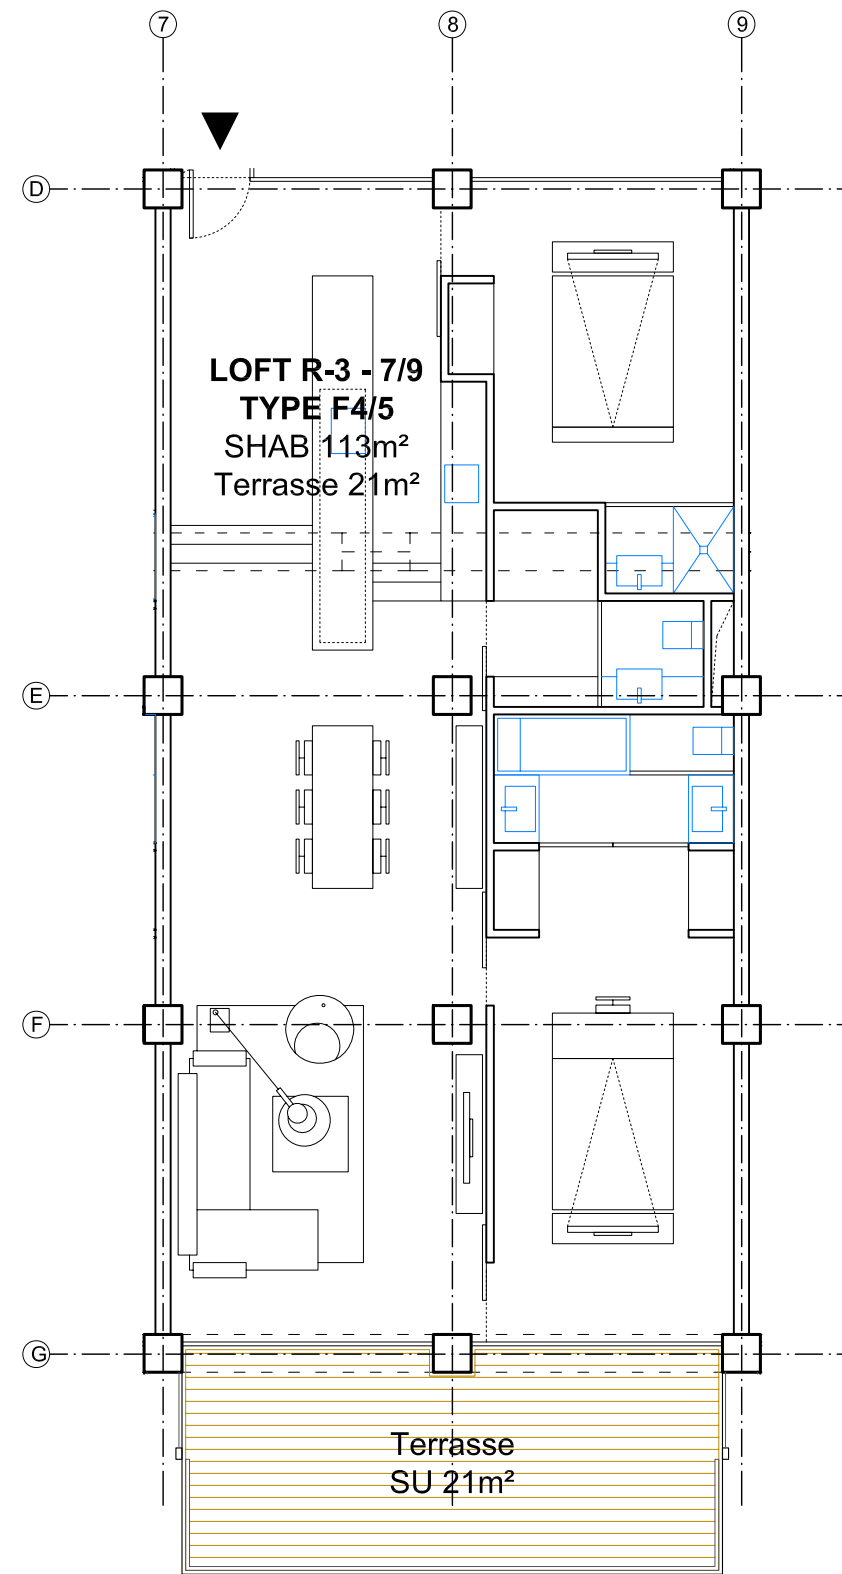 7 8 9
D
LOFT R-3 - 7/9
TYPE F4/5
SHAB 113m²
Terrasse 21m²
E
F
G
Terrasse
SU 21m²